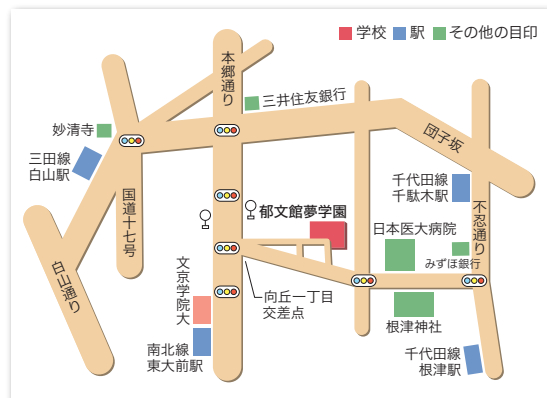 学校 駅 その他の目印
本郷通り
三井住友銀行
団子坂
妙清寺
三田線
白山駅
国道十七号
白山通り
千代田線
千駄木駅
不忍通り
郁文館夢学園
日本医大病院
みずほ銀行
文京学院大
向丘一丁目
交差点
根津神社
南北線
東大前駅
千代田線
根津駅